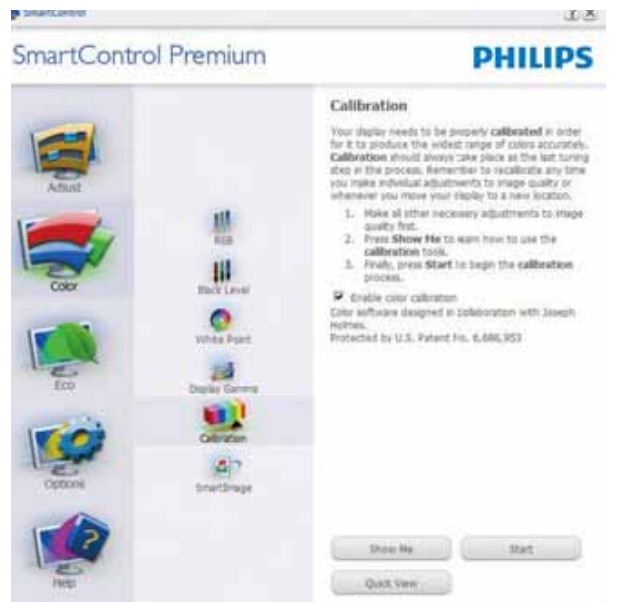 SmartControl
SmartControl Premium
PHILIPS
Adjust
Color
Eco
Options
Help
RGB
Black Level
White Point
Display Gamma
Calibration
SmartImage
Calibration
Your display needs to be properly calibrated in order
for it to produce the widest range of colors accurately.
Calibration should always take place as the last tuning
step in the process. Remember to recalibrate any time
you make individual adjustments to image quality or
whenever you move your display to a new location.
1. Make all other necessary adjustments to image
quality first.
2. Press Show Me to learn how to use the
calibration tools.
3. Finally, press Start to begin the calibration
process.
Enable color calibration
Color software designed in collaboration with Joseph
Holmes.
Protected by U.S. Patent No. 6,686,953
Show Me
Start
Quick View